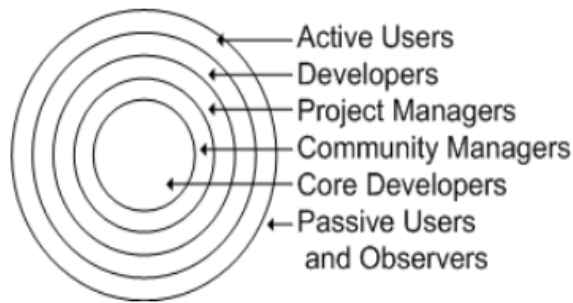 Active Users
Developers
Project Managers
Community Managers
Core Developers
Passive Users
and Observers